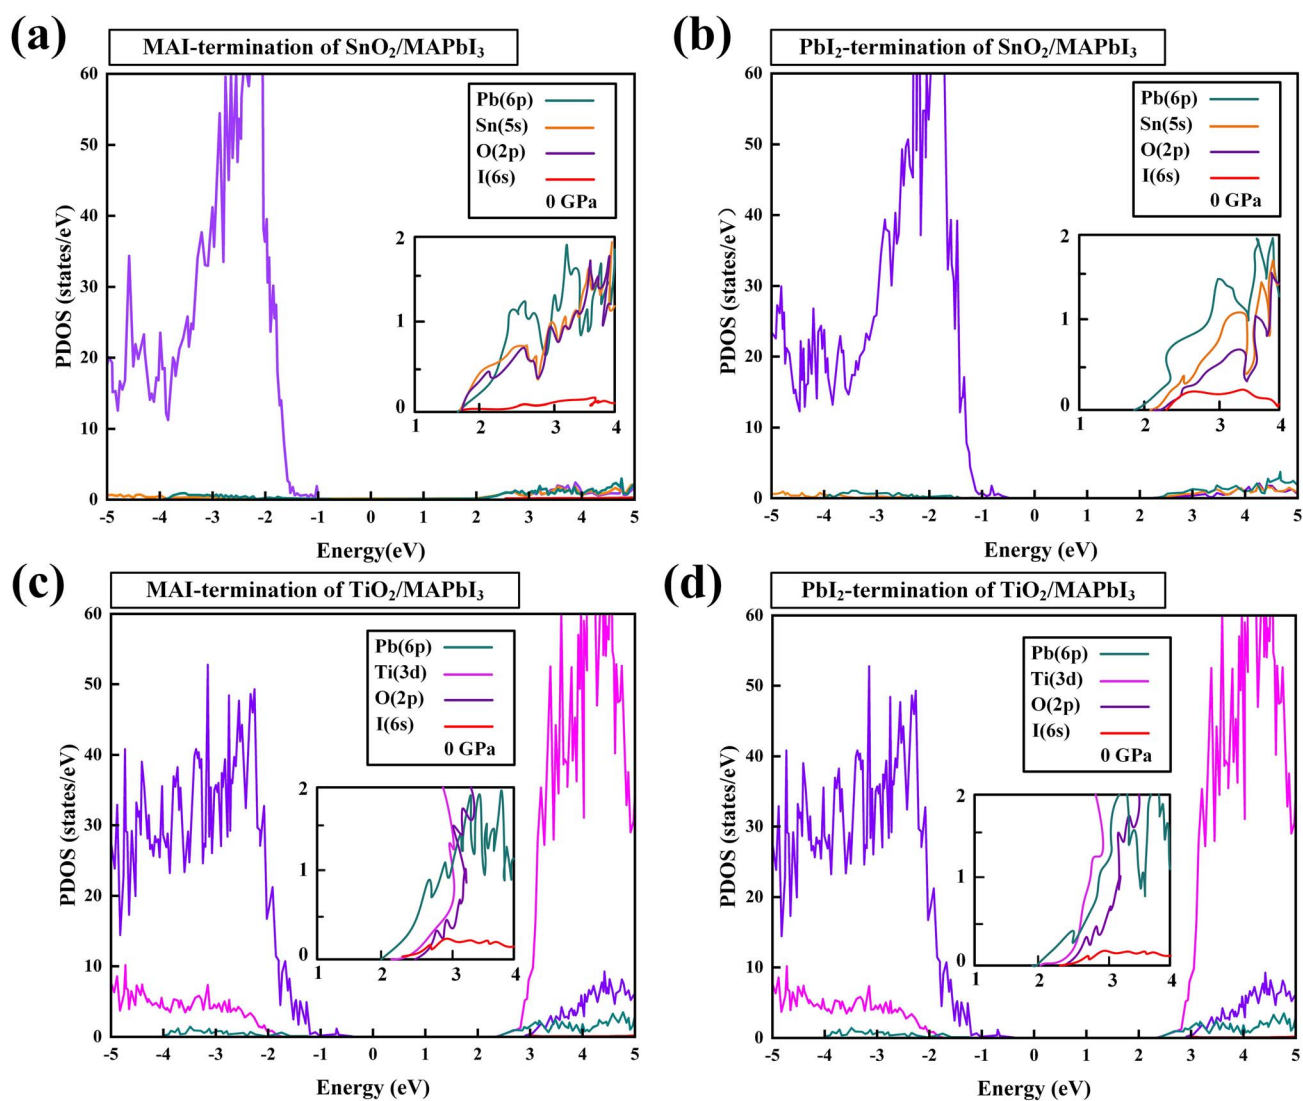 (a)
MAI-termination of SnO₂/MAPbI₃
PDOS (states/eV)
60
50
40
30
20
10
0
Pb(6p)
Sn(5s)
O(2p)
I(6s)
0 GPa
2
1
0
1 2 3 4
-5 -4 -3 -2 -1 0 1 2 3 4 5
Energy(eV)
(b)
PbI₂-termination of SnO₂/MAPbI₃
PDOS (states/eV)
60
50
40
30
20
10
0
Pb(6p)
Sn(5s)
O(2p)
I(6s)
0 GPa
2
1
0
1 2 3 4
-5 -4 -3 -2 -1 0 1 2 3 4 5
Energy (eV)
(c)
MAI-termination of TiO₂/MAPbI₃
PDOS (states/eV)
60
50
40
30
20
10
0
Pb(6p)
Ti(3d)
O(2p)
I(6s)
0 GPa
2
1
0
1 2 3 4
-5 -4 -3 -2 -1 0 1 2 3 4 5
Energy (eV)
(d)
PbI₂-termination of TiO₂/MAPbI₃
PDOS (states/eV)
60
50
40
30
20
10
0
Pb(6p)
Ti(3d)
O(2p)
I(6s)
0 GPa
2
1
0
1 2 3 4
-5 -4 -3 -2 -1 0 1 2 3 4 5
Energy (eV)